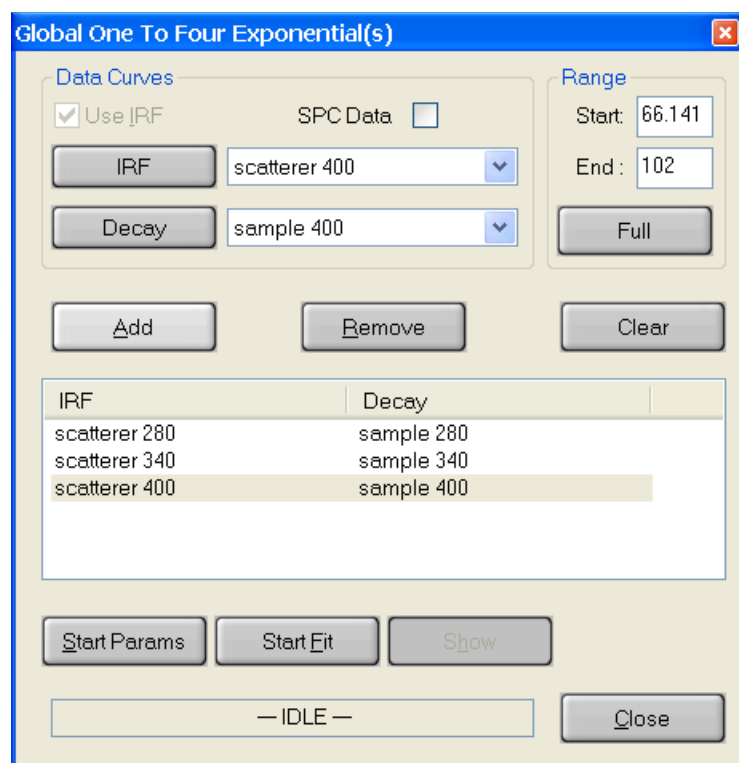 Global One To Four Exponential(s)
Data Curves
Use IRF
SPC Data
IRF
scatterer 400
Decay
sample 400
Range
Start: 66.141
End : 102
Full
Add
Remove
Clear
IRF Decay
scatterer 280 sample 280
scatterer 340 sample 340
scatterer 400 sample 400
Start Params
Start Fit
Show
— IDLE —
Close